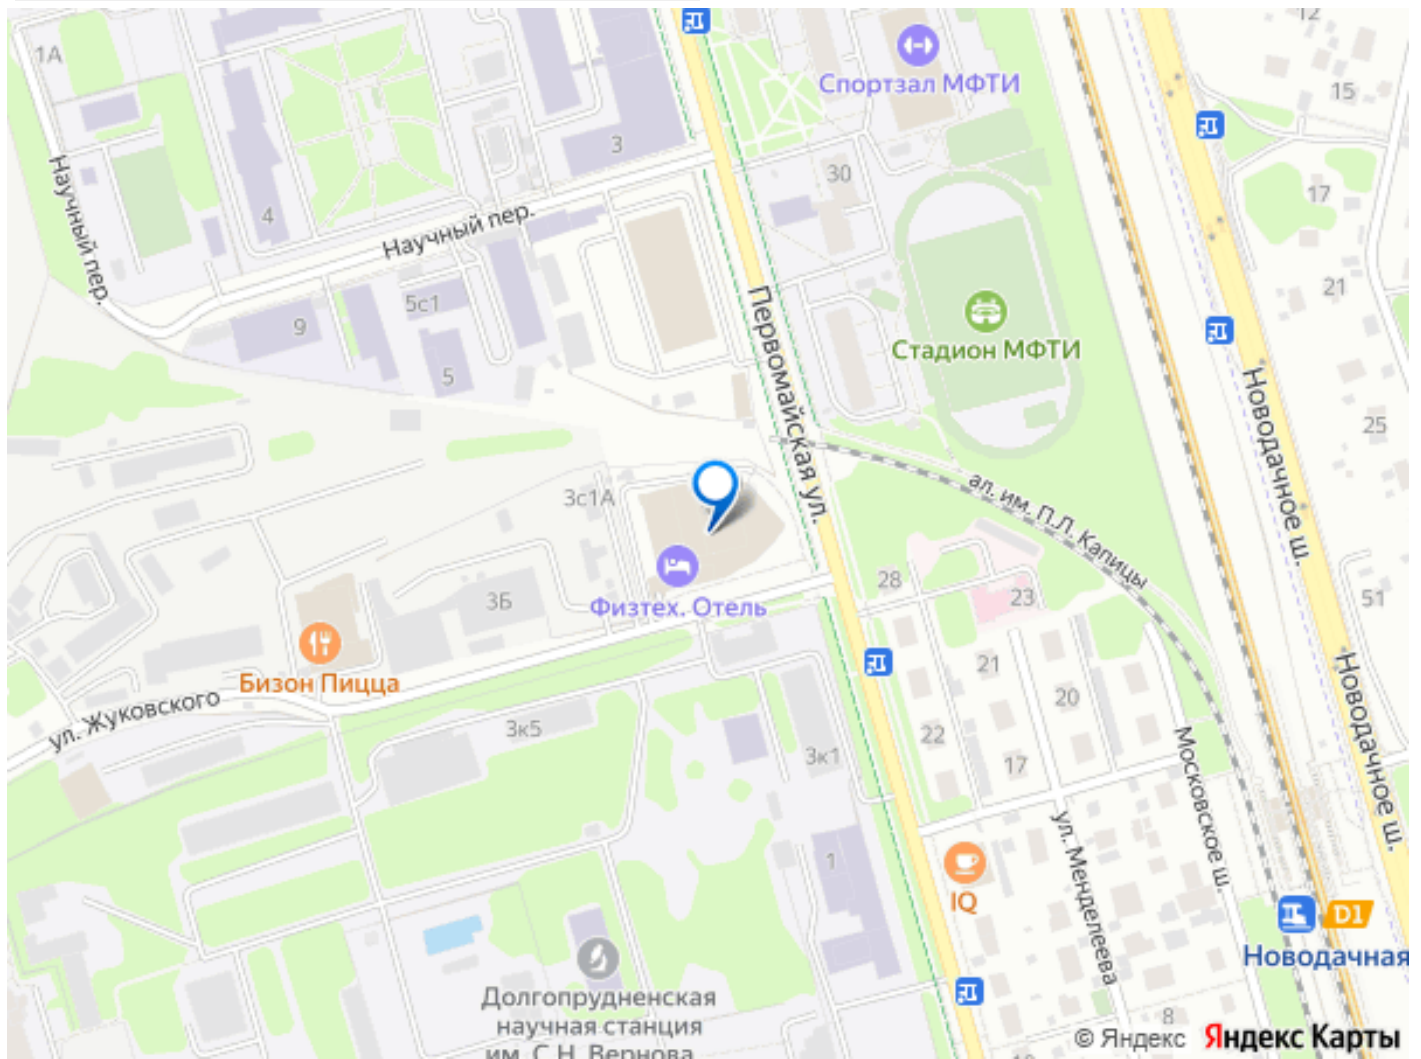 12
1А
Спортзал МФТИ
15
3
Научный пер.
30
17
4
Научный пер.
21
5с1
9
Первомайская ул.
Стадион МФТИ
5
Новодачное ш.
25
3с1А
ал. им. П.Л. Капицы
28
23
51
3Б
Физтех. Отель
Бизон Пицца
21
20
ул. Жуковского
22
Новодачное ш.
3к5
3к1
17
Московское ш.
ул. Менделеева
1
IQ
D1
Новодачная
Долгопрудненская
научная станция
им. С.Н. Вернова
8
10
© Яндекс Яндекс Карты